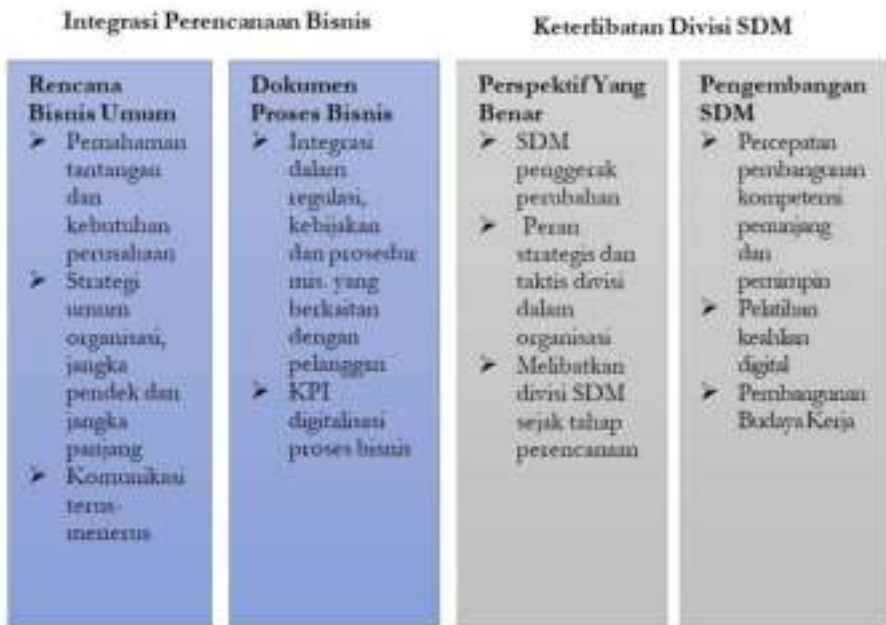 Integrasi Perencanaan Bisnis
Keterlibatan Divisi SDM
Rencana
Bisnis Umum
➤ Pemahaman
tantangan
dan
kebutuhan
perusahaan
➤ Strategi
umum
organisasi,
jangka
pendek dan
jangka
panjang
➤ Komunikasi
terus-
menerus
Dokumen
Proses Bisnis
➤ Integrasi
dalam
regulasi,
kebijakan
dan prosedur
mis. yang
berkaitan
dengan
pelanggan
➤ KPI
digitalisasi
proses bisnis
Perspektif Yang
Benar
➤ SDM
penggerak
perubahan
➤ Peran
strategis dan
taktis divisi
dalam
organisasi
➤ Melibatkan
divisi SDM
sejak tahap
perencanaan
Pengembangan
SDM
➤ Percepatan
pembangunan
kompetensi
penunjang
dan
pemimpin
➤ Pelatihan
keahlian
digital
➤ Pembangunan
Budaya Kerja